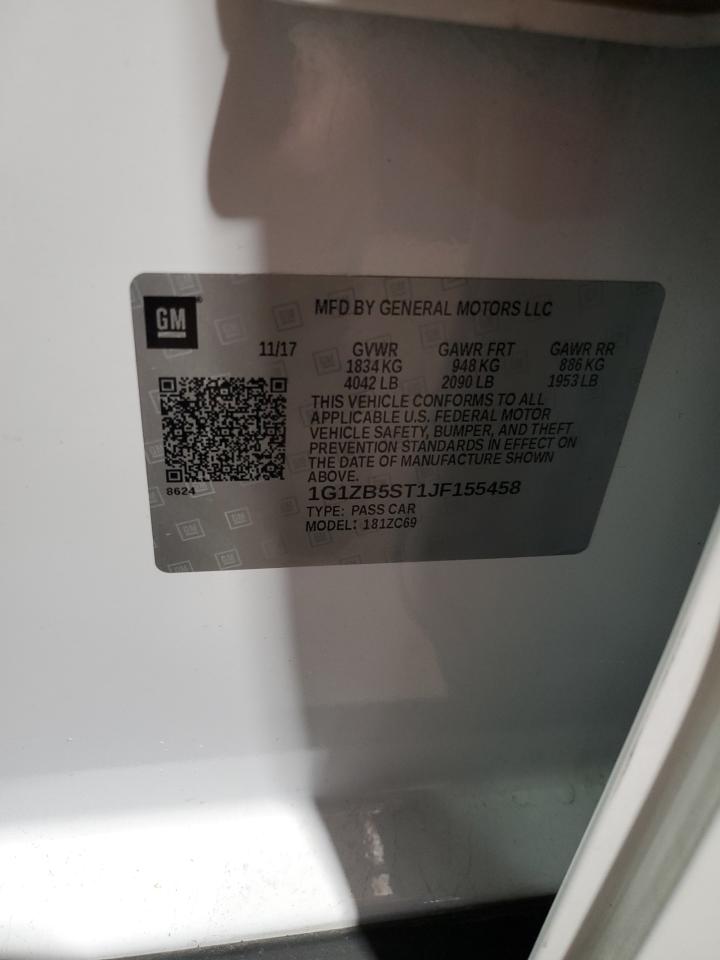 GM
MFD BY GENERAL MOTORS LLC
11/17 GVWR GAWR FRT GAWR RR
1834 KG 948 KG 886 KG
4042 LB 2090 LB 1953 LB
THIS VEHICLE CONFORMS TO ALL
APPLICABLE U.S. FEDERAL MOTOR
VEHICLE SAFETY, BUMPER, AND THEFT
PREVENTION STANDARDS IN EFFECT ON
THE DATE OF MANUFACTURE SHOWN
ABOVE.
8624
1G1ZB5ST1JF155458
TYPE: PASS CAR
MODEL: 181ZC69